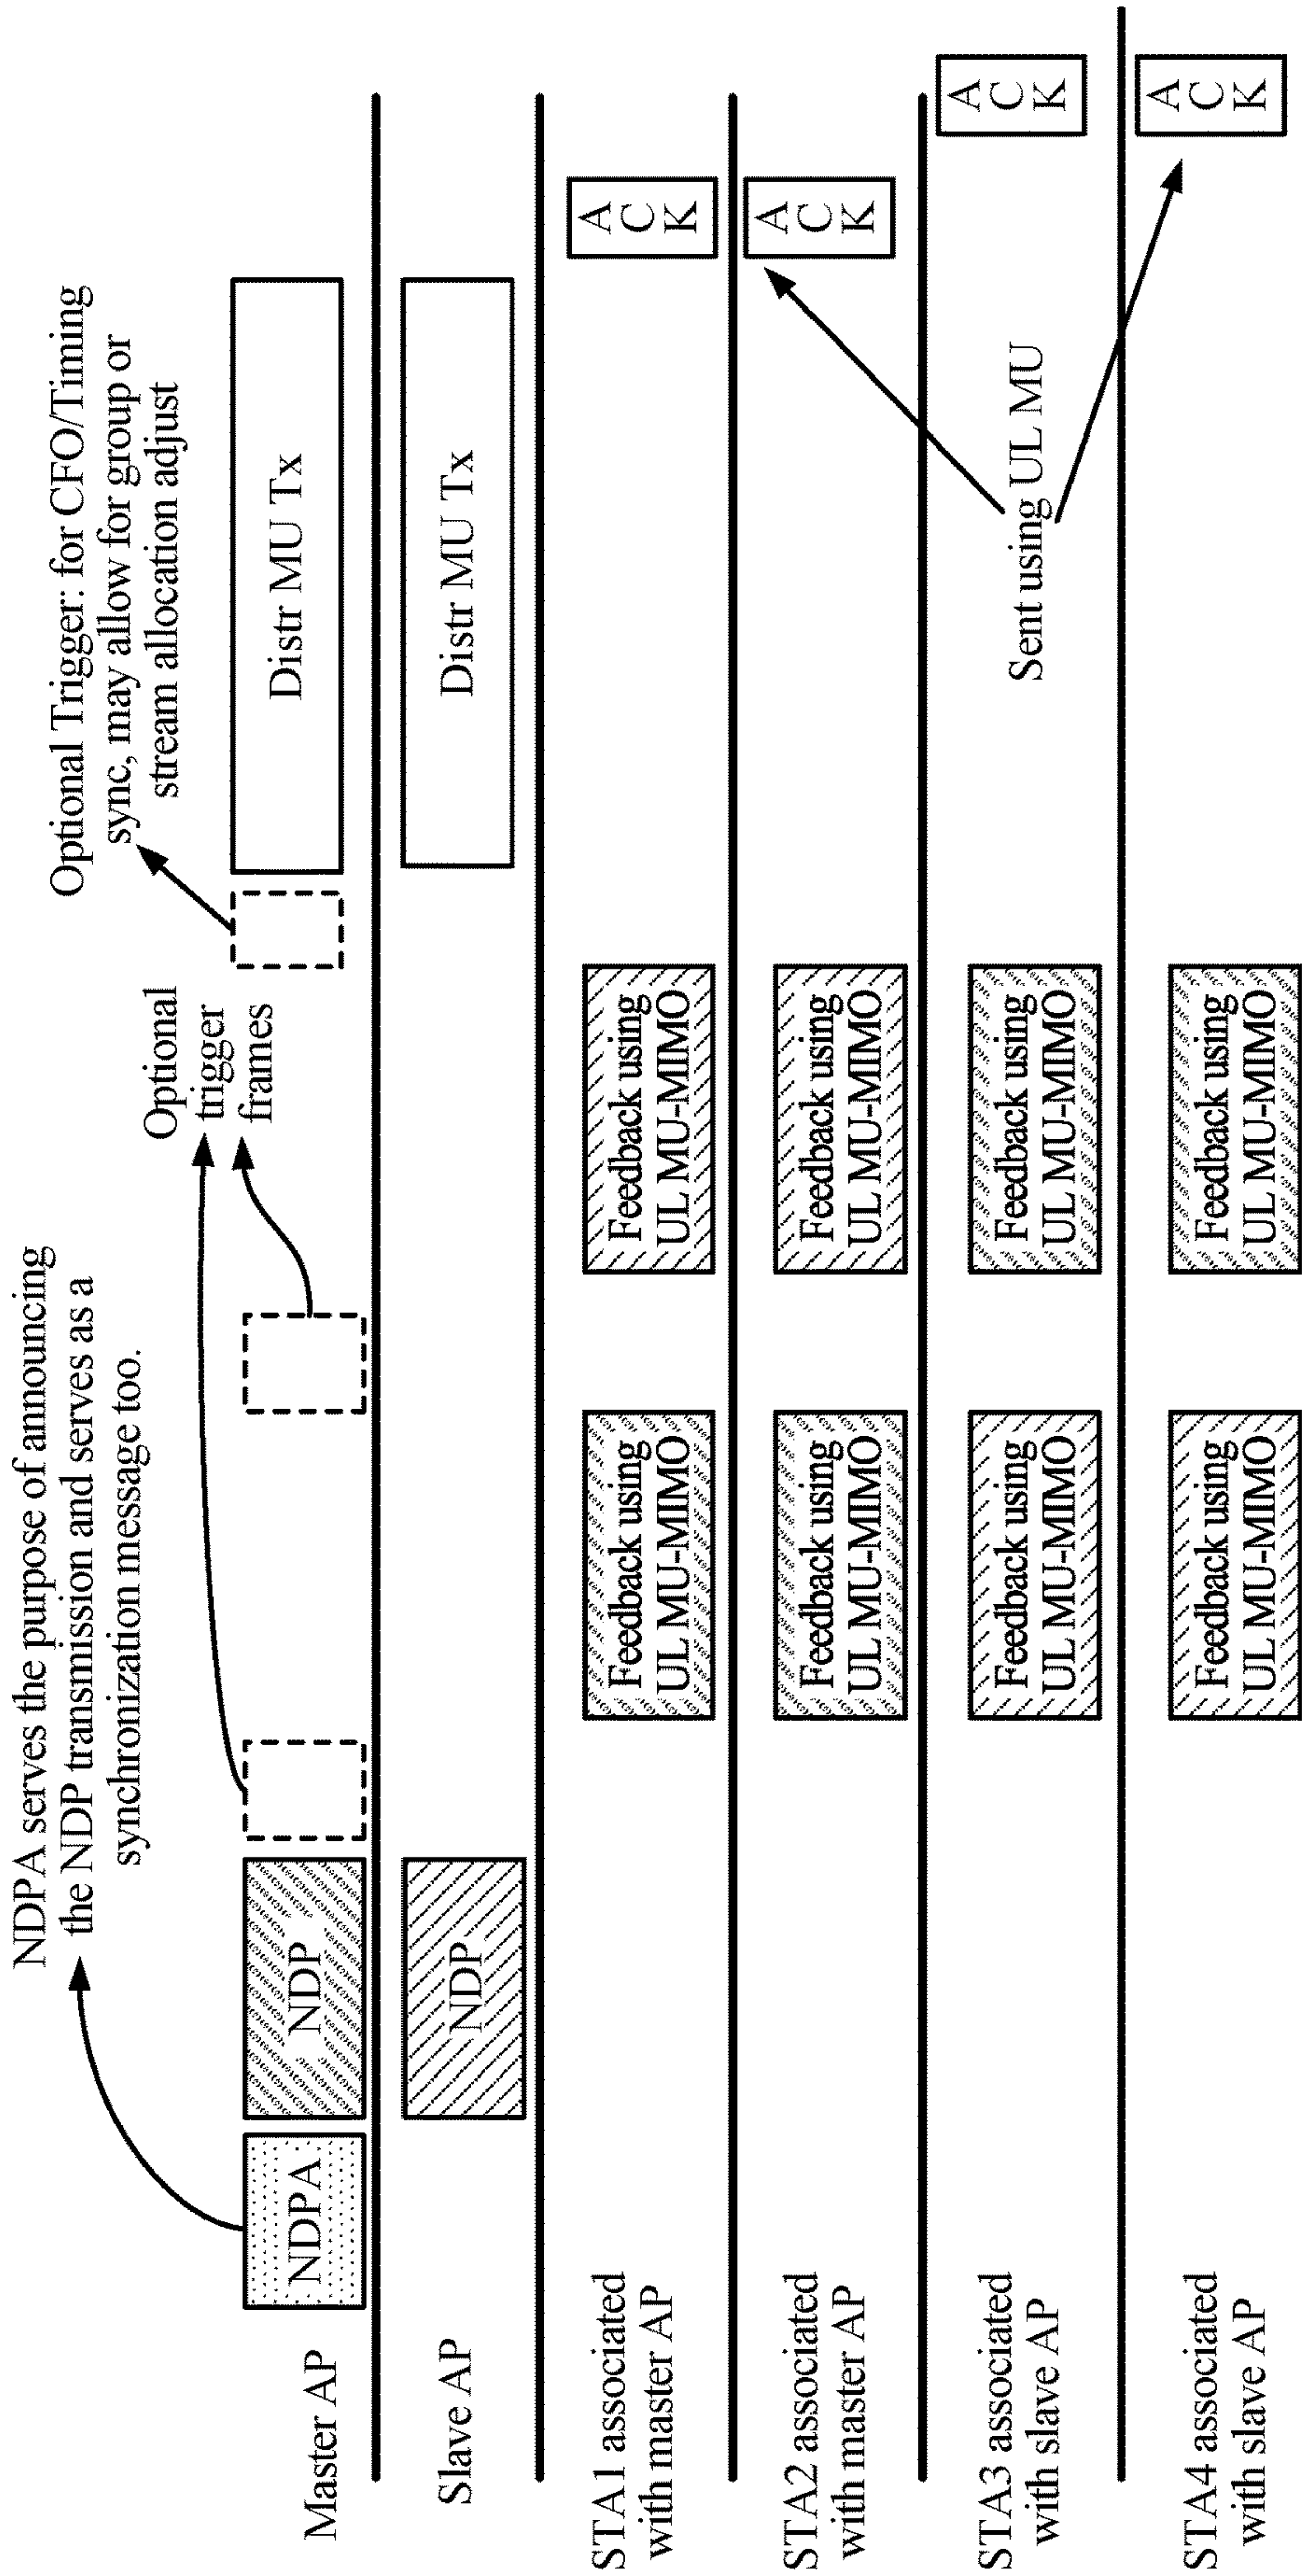 NDPA serves the purpose of announcing
the NDP transmission and serves as a
synchronization message too.
Optional
trigger
frames
Optional Trigger: for CFO/Timing
sync, may allow for group or
stream allocation adjust
Master AP
NDPA
NDP
Distr MU Tx
Slave AP
NDP
Distr MU Tx
STA1 associated
with master AP
Feedback using
UL MU-MIMO
Feedback using
UL MU-MIMO
A
C
K
STA2 associated
with master AP
Feedback using
UL MU-MIMO
Feedback using
UL MU-MIMO
A
C
K
STA3 associated
with slave AP
Feedback using
UL MU-MIMO
Feedback using
UL MU-MIMO
Sent using UL MU
A
C
K
STA4 associated
with slave AP
Feedback using
UL MU-MIMO
Feedback using
UL MU-MIMO
A
C
K